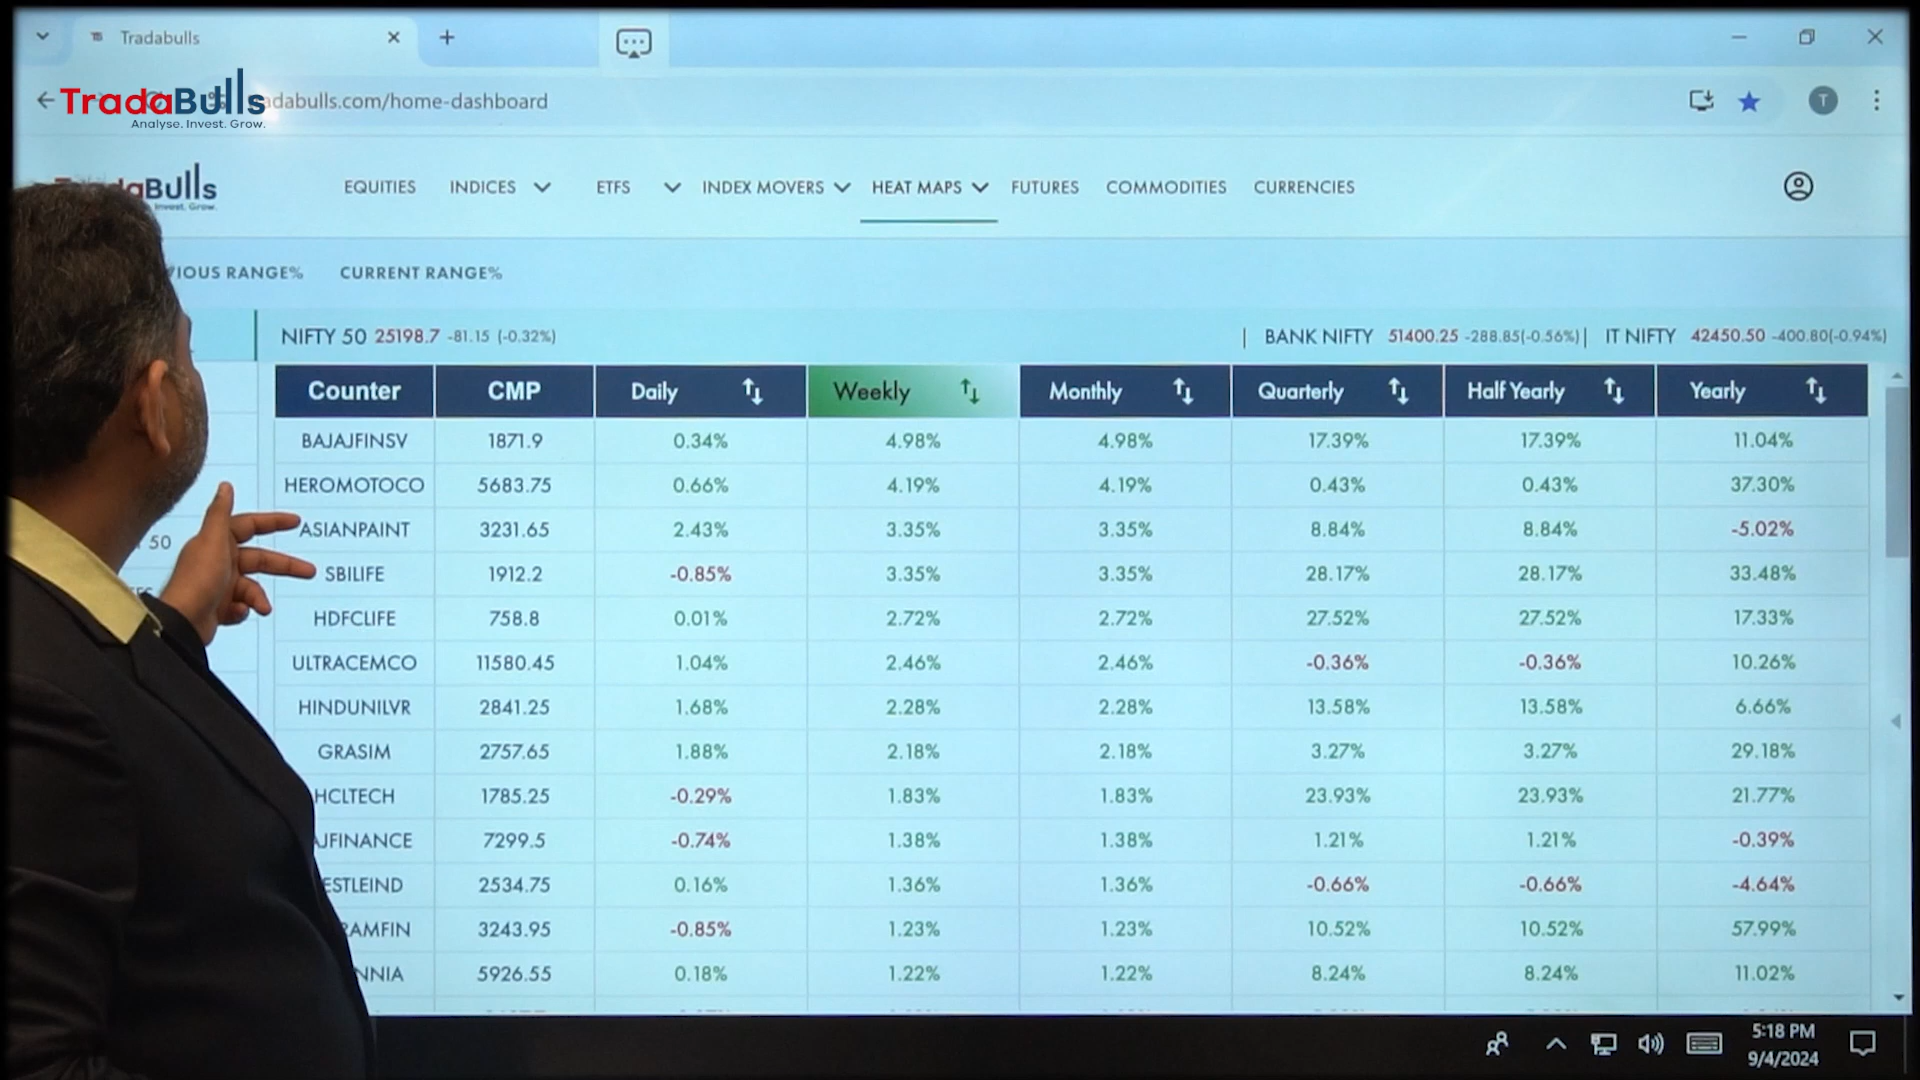 Tradabulls
TradaBulls
Analyse. Invest. Grow.
adabulls.com/home-dashboard
T
aBulls
Invest. Grow.
EQUITIES INDICES ETFS INDEX MOVERS HEAT MAPS FUTURES COMMODITIES CURRENCIES
VIOUS RANGE% CURRENT RANGE%
NIFTY 50 25198.7 -81.15 (-0.32%) | BANK NIFTY 51400.25 -288.85(-0.56%)| IT NIFTY 42450.50 -400.80(-0.94%)
Counter CMP Daily Weekly Monthly Quarterly Half Yearly Yearly
BAJAJFINSV 1871.9 0.34% 4.98% 4.98% 17.39% 17.39% 11.04%
HEROMOTOCO 5683.75 0.66% 4.19% 4.19% 0.43% 0.43% 37.30%
ASIANPAINT 3231.65 2.43% 3.35% 3.35% 8.84% 8.84% -5.02%
50
SBILIFE 1912.2 -0.85% 3.35% 3.35% 28.17% 28.17% 33.48%
HDFCLIFE 758.8 0.01% 2.72% 2.72% 27.52% 27.52% 17.33%
ULTRACEMCO 11580.45 1.04% 2.46% 2.46% -0.36% -0.36% 10.26%
HINDUNILVR 2841.25 1.68% 2.28% 2.28% 13.58% 13.58% 6.66%
GRASIM 2757.65 1.88% 2.18% 2.18% 3.27% 3.27% 29.18%
HCLTECH 1785.25 -0.29% 1.83% 1.83% 23.93% 23.93% 21.77%
JFINANCE 7299.5 -0.74% 1.38% 1.38% 1.21% 1.21% -0.39%
ESTLEIND 2534.75 0.16% 1.36% 1.36% -0.66% -0.66% -4.64%
RAMFIN 3243.95 -0.85% 1.23% 1.23% 10.52% 10.52% 57.99%
NNIA 5926.55 0.18% 1.22% 1.22% 8.24% 8.24% 11.02%
5:18 PM
9/4/2024